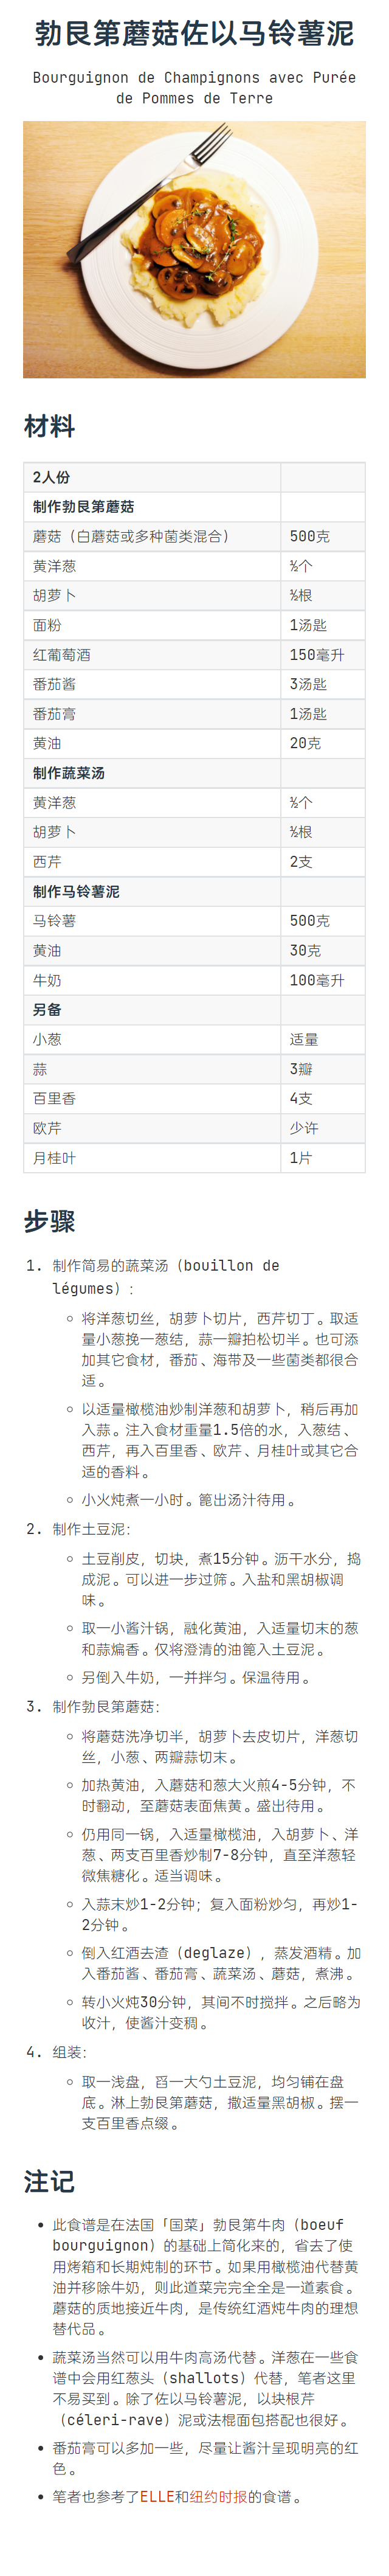 勃艮第蘑菇佐以马铃薯泥
Bourguignon de Champignons avec Purée
de Pommes de Terre
材料
2人份
制作勃艮第蘑菇
蘑菇（白蘑菇或多种菌类混合） 500克
黄洋葱 ½个
胡萝卜 ½根
面粉 1汤匙
红葡萄酒 150毫升
番茄酱 3汤匙
番茄膏 1汤匙
黄油 20克
制作蔬菜汤
黄洋葱 ½个
胡萝卜 ½根
西芹 2支
制作马铃薯泥
马铃薯 500克
黄油 30克
牛奶 100毫升
另备
小葱 适量
蒜 3瓣
百里香 4支
欧芹 少许
月桂叶 1片
步骤
1. 制作简易的蔬菜汤（bouillon de
légumes）：
将洋葱切丝，胡萝卜切片，西芹切丁。取适
量小葱挽一葱结，蒜一瓣拍松切半。也可添
加其它食材，番茄、海带及一些菌类都很合
适。
以适量橄榄油炒制洋葱和胡萝卜，稍后再加
入蒜。注入食材重量1.5倍的水，入葱结、
西芹，再入百里香、欧芹、月桂叶或其它合
适的香料。
小火炖煮一小时。篦出汤汁待用。
2. 制作土豆泥：
土豆削皮，切块，煮15分钟。沥干水分，捣
成泥。可以进一步过筛。入盐和黑胡椒调
味。
取一小酱汁锅，融化黄油，入适量切末的葱
和蒜煸香。仅将澄清的油篦入土豆泥。
另倒入牛奶，一并拌匀。保温待用。
3. 制作勃艮第蘑菇：
将蘑菇洗净切半，胡萝卜去皮切片，洋葱切
丝，小葱、两瓣蒜切末。
加热黄油，入蘑菇和葱大火煎4-5分钟，不
时翻动，至蘑菇表面焦黄。盛出待用。
仍用同一锅，入适量橄榄油，入胡萝卜、洋
葱、两支百里香炒制7-8分钟，直至洋葱轻
微焦糖化。适当调味。
入蒜末炒1-2分钟；复入面粉炒匀，再炒1-
2分钟。
倒入红酒去渣（deglaze），蒸发酒精。加
入番茄酱、番茄膏、蔬菜汤、蘑菇，煮沸。
转小火炖30分钟，其间不时搅拌。之后略为
收汁，使酱汁变稠。
4. 组装：
取一浅盘，舀一大勺土豆泥，均匀铺在盘
底。淋上勃艮第蘑菇，撒适量黑胡椒。摆一
支百里香点缀。
注记
此食谱是在法国「国菜」勃艮第牛肉（boeuf
bourguignon）的基础上简化来的，省去了使
用烤箱和长期炖制的环节。如果用橄榄油代替黄
油并移除牛奶，则此道菜完完全全是一道素食。
蘑菇的质地接近牛肉，是传统红酒炖牛肉的理想
替代品。
蔬菜汤当然可以用牛肉高汤代替。洋葱在一些食
谱中会用红葱头（shallots）代替，笔者这里
不易买到。除了佐以马铃薯泥，以块根芹
（céleri-rave）泥或法棍面包搭配也很好。
番茄膏可以多加一些，尽量让酱汁呈现明亮的红
色。
笔者也参考了ELLE和纽约时报的食谱。